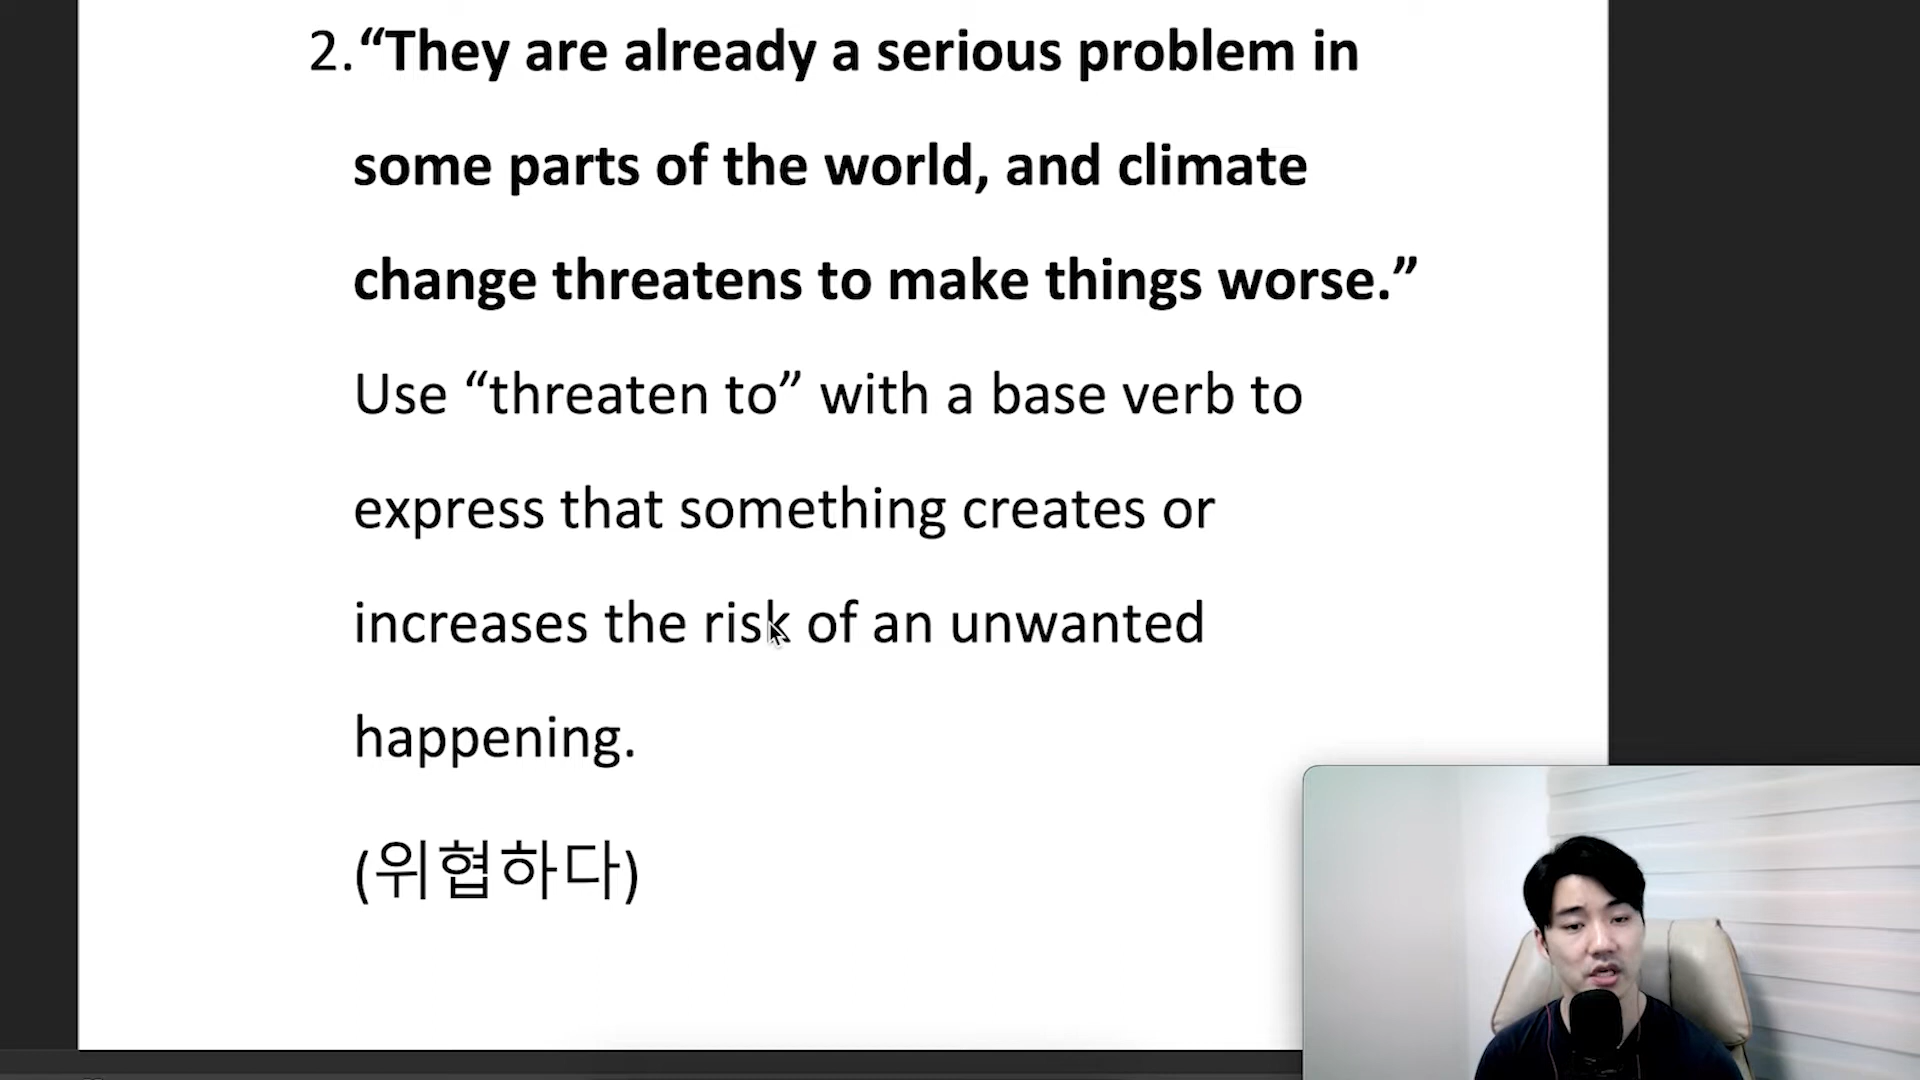 2. “They are already a serious problem in
some parts of the world, and climate
change threatens to make things worse.”
Use “threaten to” with a base verb to
express that something creates or
increases the risk of an unwanted
happening.
(위협하다)